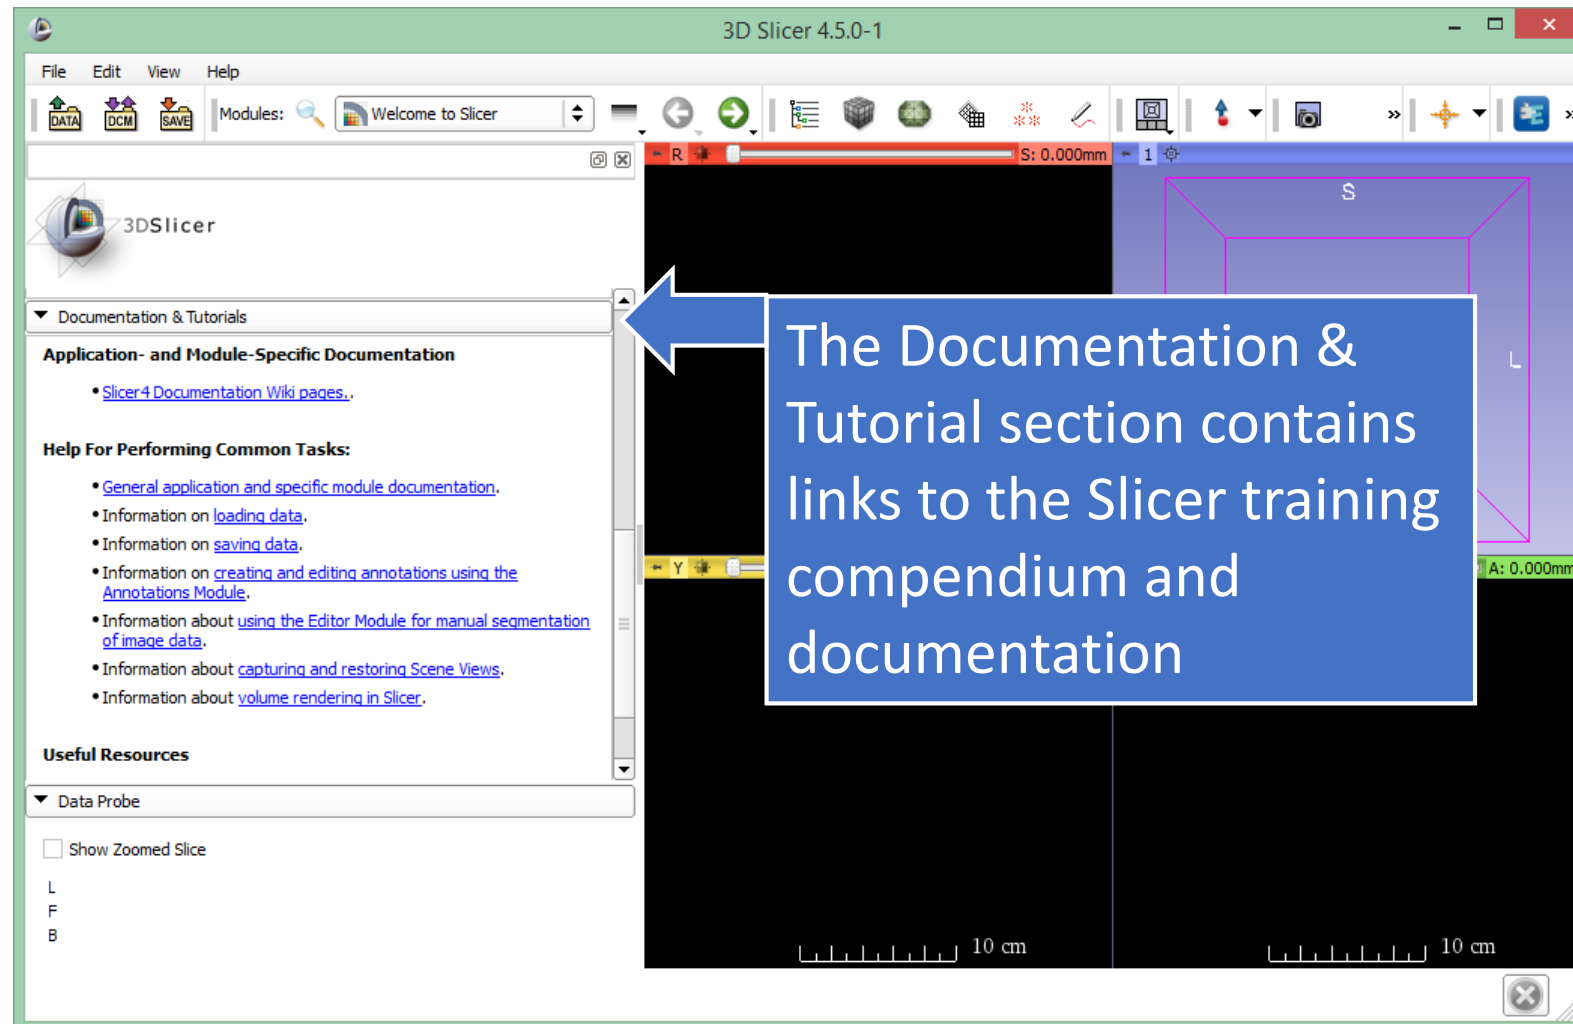 3D Slicer 4.5.0-1
File Edit View Help
DATA DCM SAVE Modules: Welcome to Slicer
R S: 0.000mm 1
3DSlicer
S
Documentation & Tutorials
Application- and Module-Specific Documentation
Slicer4 Documentation Wiki pages..
Help For Performing Common Tasks:
General application and specific module documentation.
Information on loading data.
Information on saving data.
Information on creating and editing annotations using the
Annotations Module.
Information about using the Editor Module for manual segmentation
of image data.
Information about capturing and restoring Scene Views.
Information about volume rendering in Slicer.
Useful Resources
Data Probe
Show Zoomed Slice
L
F
B
The Documentation &
Tutorial section contains
links to the Slicer training
compendium and
documentation
L
Y A: 0.000mm
10 cm 10 cm